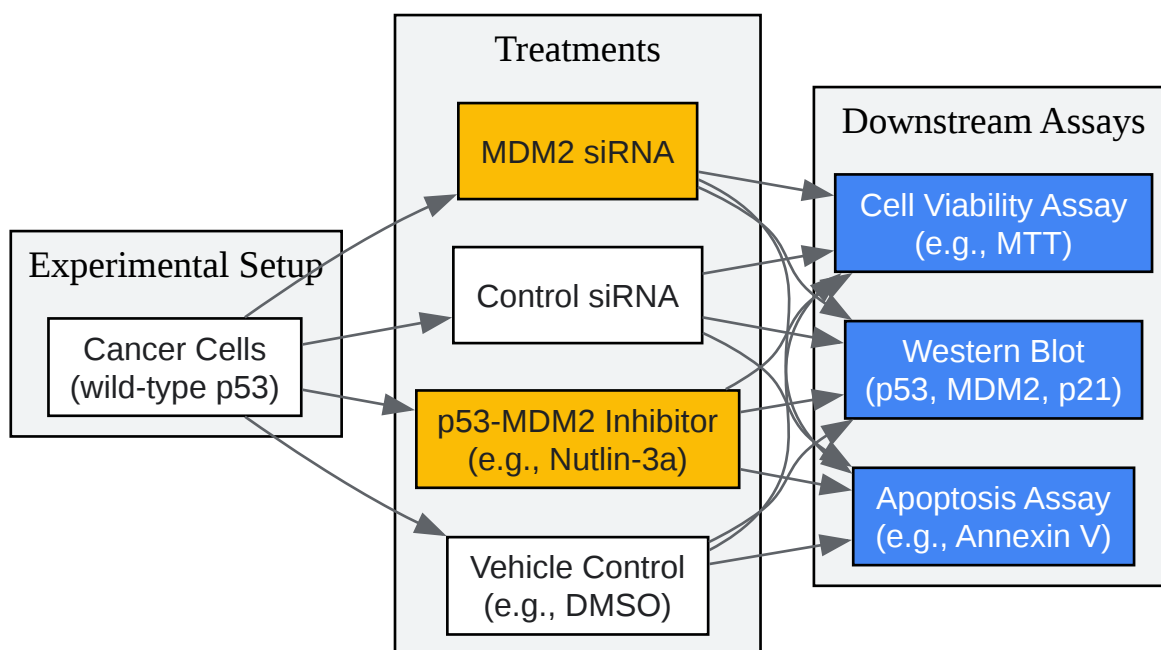 Experimental Setup
Cancer Cells
(wild-type p53)
Treatments
MDM2 siRNA
Control siRNA
p53-MDM2 Inhibitor
(e.g., Nutlin-3a)
Vehicle Control
(e.g., DMSO)
Downstream Assays
Cell Viability Assay
(e.g., MTT)
Western Blot
(p53, MDM2, p21)
Apoptosis Assay
(e.g., Annexin V)